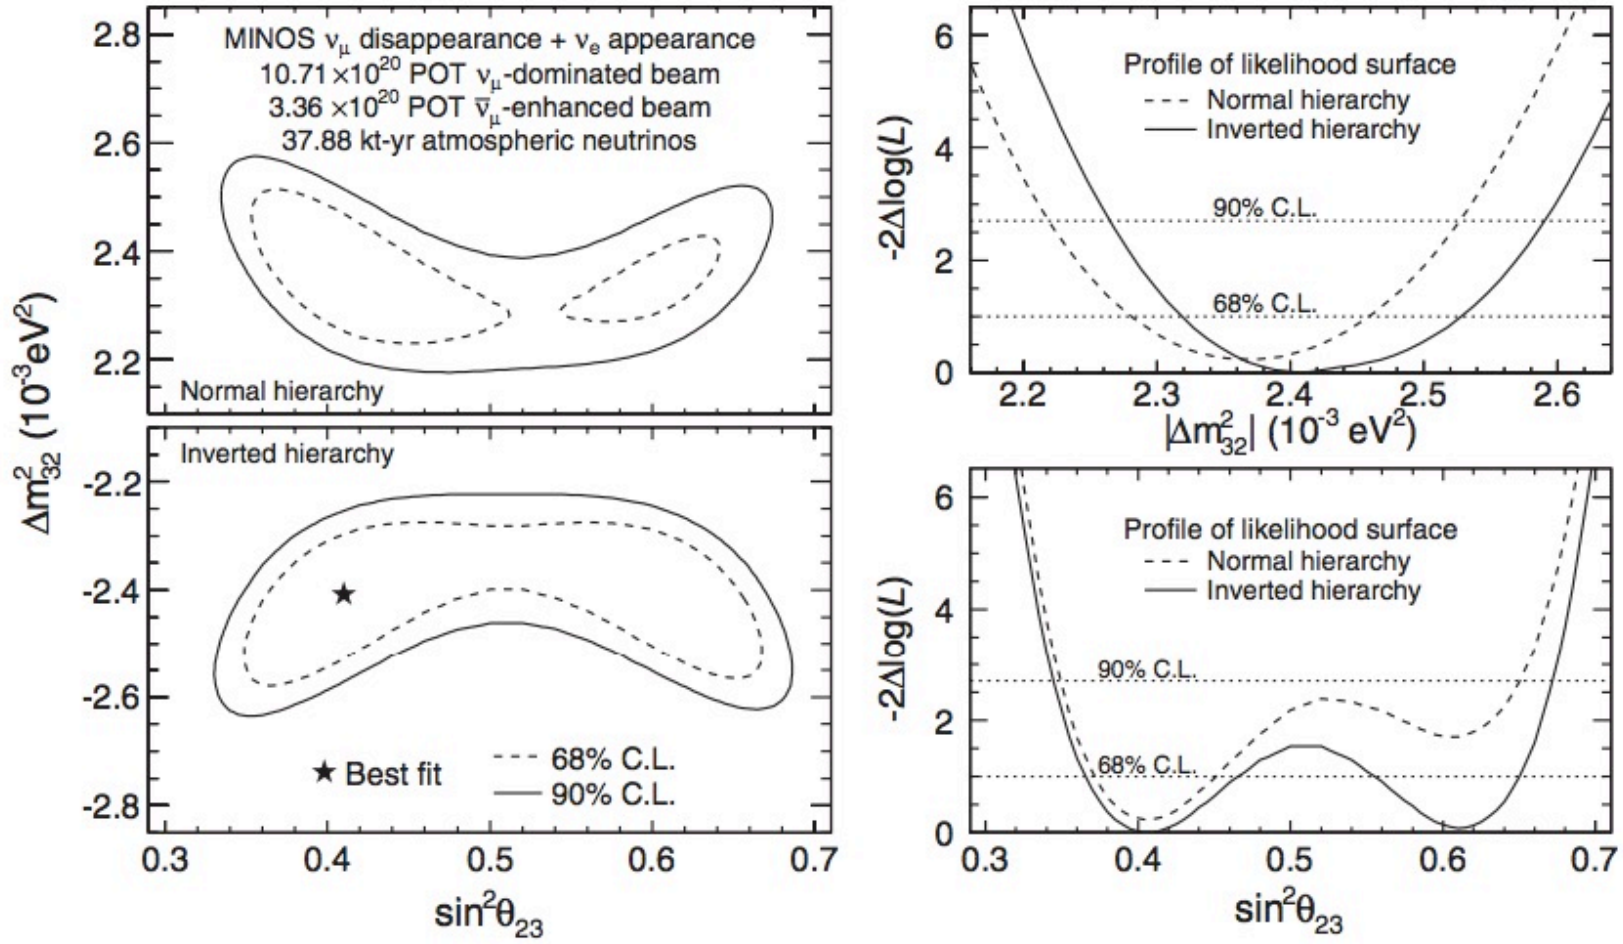 MINOS νμ disappearance + νe appearance
10.71 ×10²⁰ POT νμ-dominated beam
3.36 ×10²⁰ POT ν̄μ-enhanced beam
37.88 kt-yr atmospheric neutrinos
2.8
2.6
2.4
2.2
Normal hierarchy
Δm²₃₂ (10⁻³eV²)
Inverted hierarchy
-2.2
-2.4
-2.6
-2.8
★ Best fit
68% C.L.
90% C.L.
0.3 0.4 0.5 0.6 0.7
sin²θ₂₃
6
4
2
0
-2Δlog(L)
Profile of likelihood surface
Normal hierarchy
Inverted hierarchy
90% C.L.
68% C.L.
2.2 2.3 2.4 2.5 2.6
|Δm²₃₂| (10⁻³ eV²)
6
4
2
0
-2Δlog(L)
Profile of likelihood surface
Normal hierarchy
Inverted hierarchy
90% C.L.
68% C.L.
0.3 0.4 0.5 0.6 0.7
sin²θ₂₃